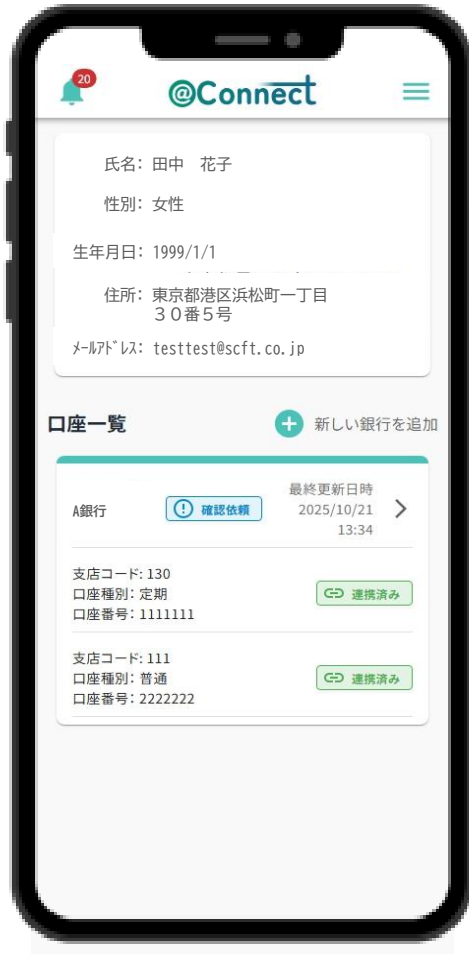 20
@Connect
氏名: 田中　花子
性別: 女性
生年月日: 1999/1/1
住所: 東京都港区浜松町一丁目
３０番５号
ﾒｰﾙｱﾄﾞﾚｽ: testtest@scft.co.jp
口座一覧
新しい銀行を追加
A銀行
確認依頼
最終更新日時
2025/10/21
13:34
支店コード: 130
口座種別: 定期
口座番号: 1111111
連携済み
支店コード: 111
口座種別: 普通
口座番号: 2222222
連携済み